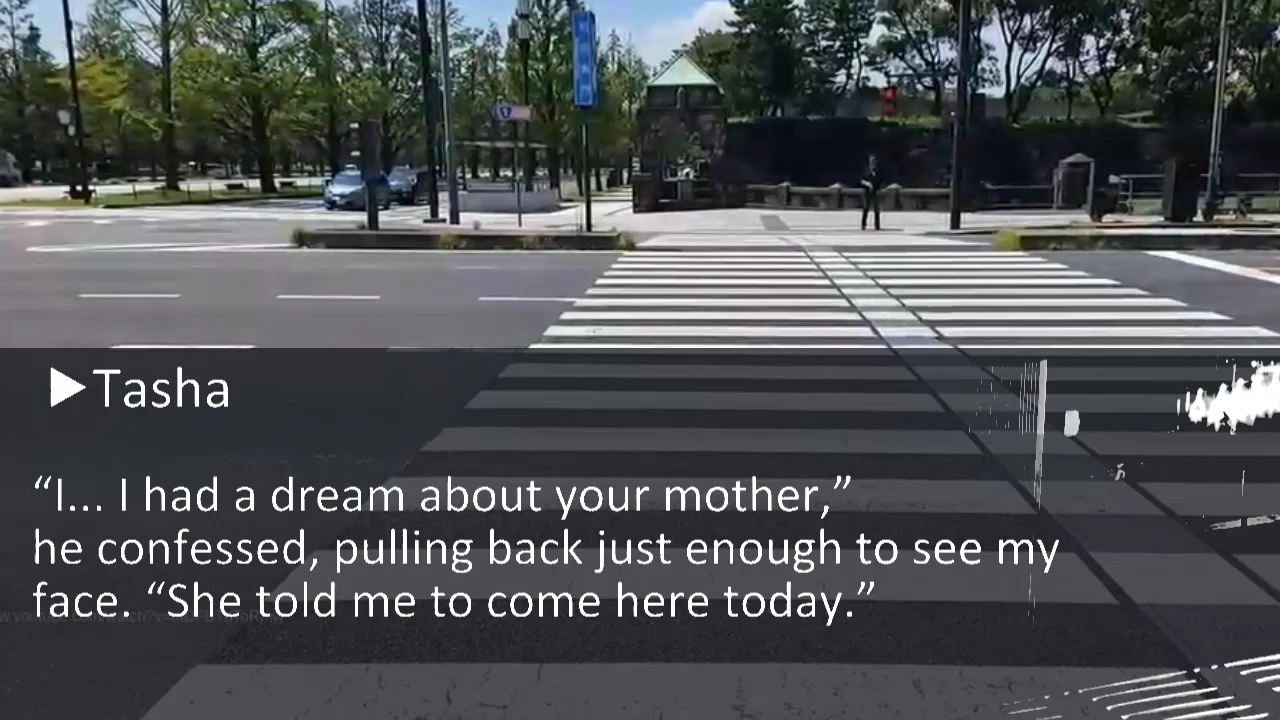 ▶Tasha
“I... I had a dream about your mother,”
he confessed, pulling back just enough to see my
face. “She told me to come here today.”